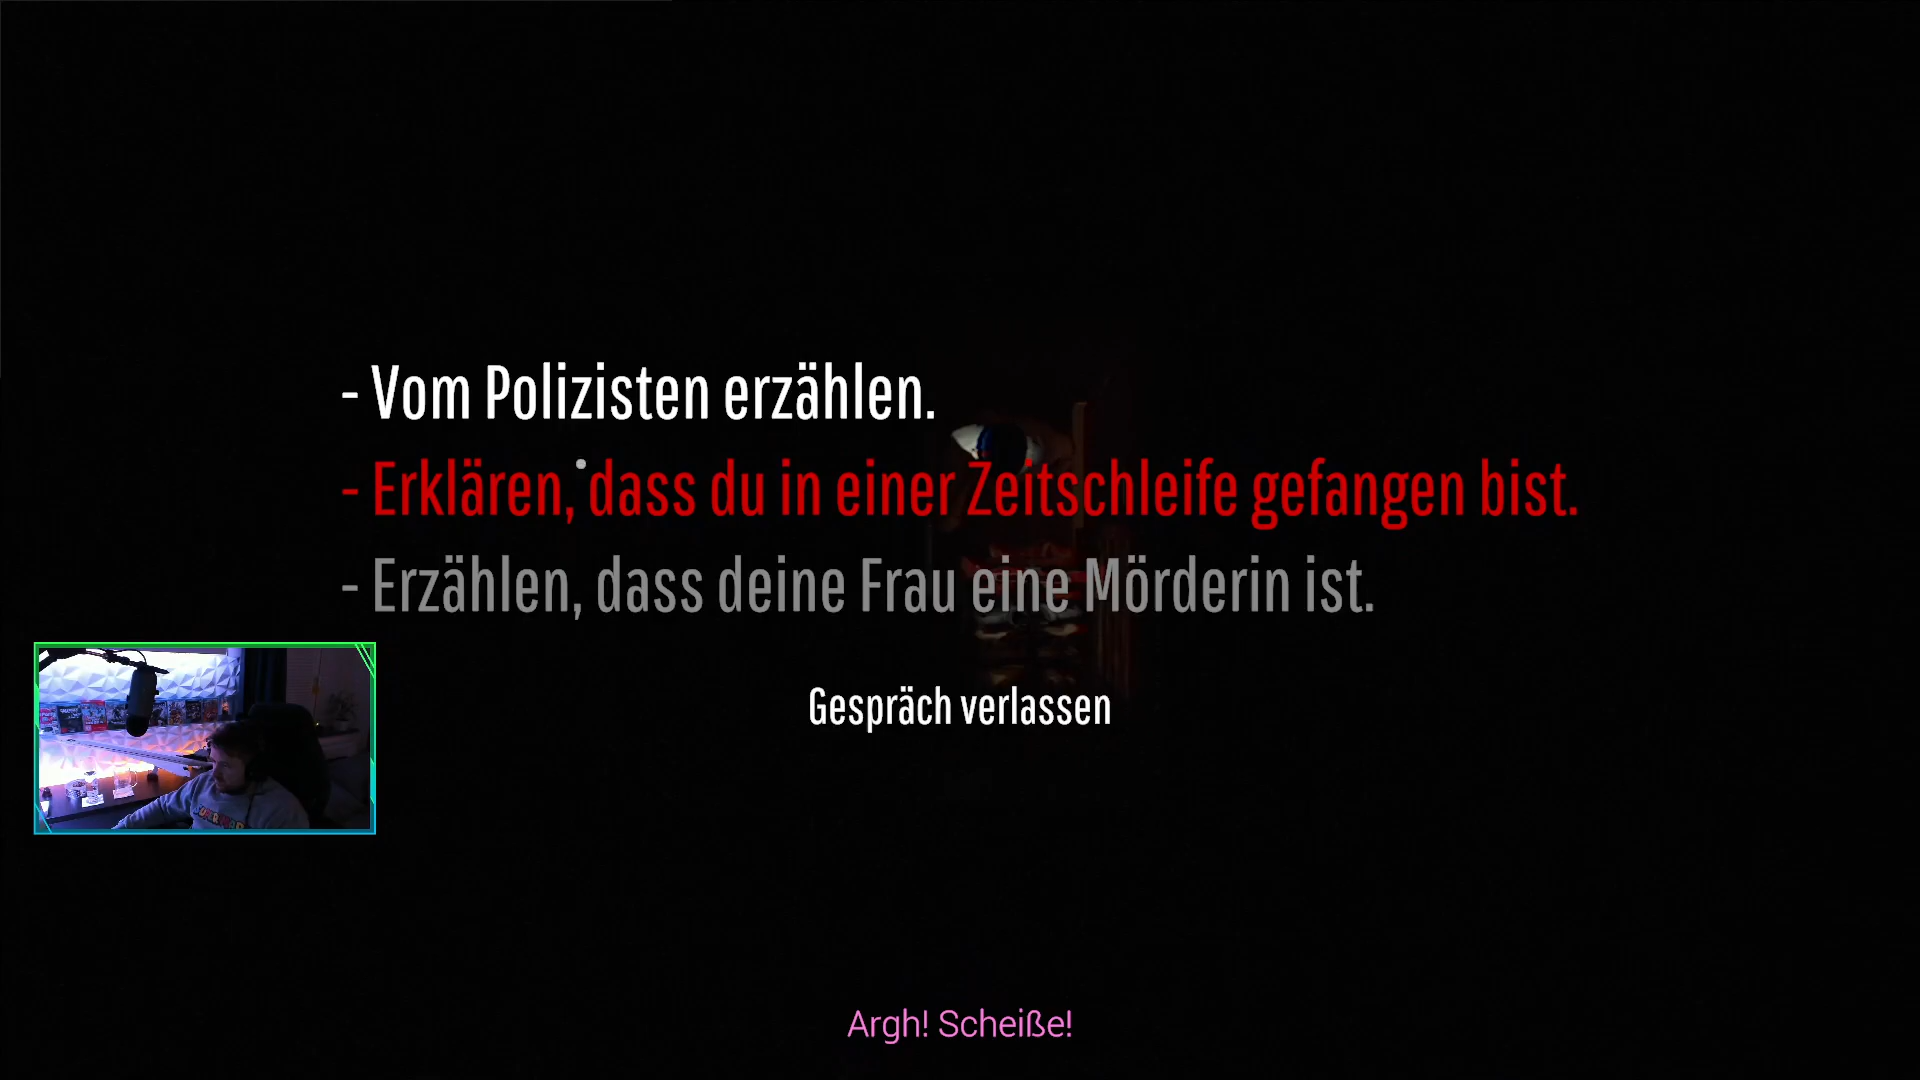 - Vom Polizisten erzählen.
- Erklären, dass du in einer Zeitschleife gefangen bist.
- Erzählen, dass deine Frau eine Mörderin ist.
Gespräch verlassen
Argh! Scheiße!